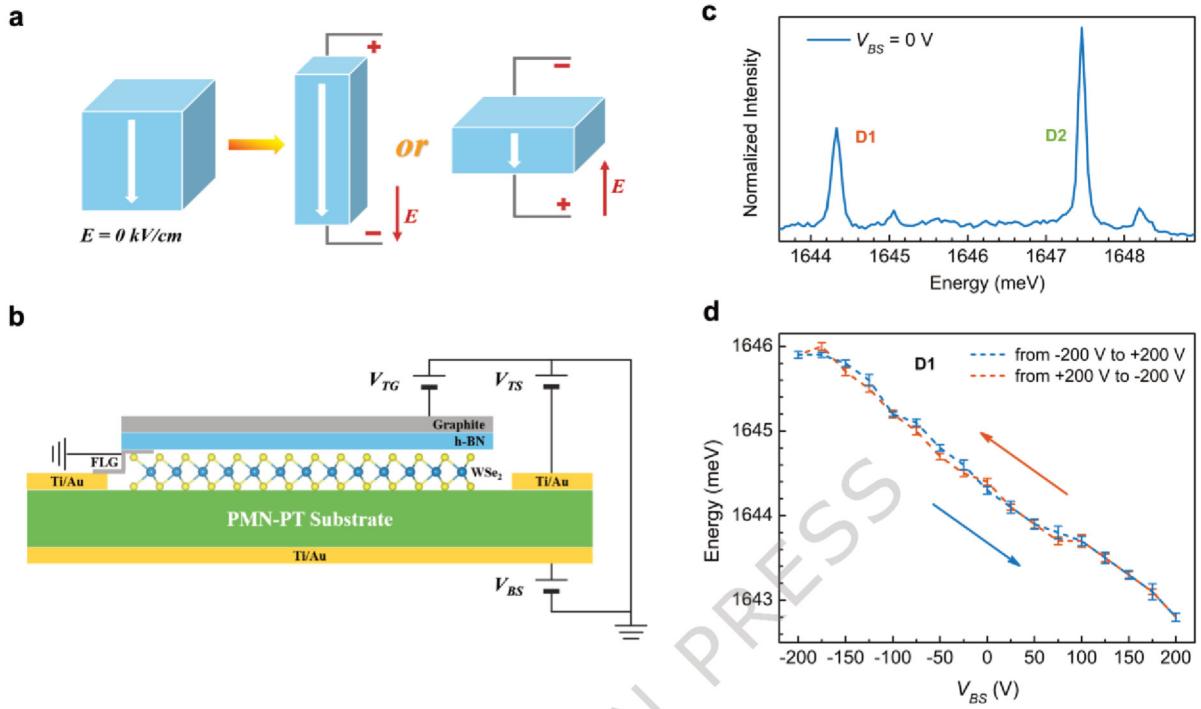 a
+
−
E
or
−
+
E
E = 0 kV/cm
b
V_TG
V_TS
Graphite
h-BN
FLG
WSe₂
Ti/Au
Ti/Au
PMN-PT Substrate
Ti/Au
V_BS
c
V_BS = 0 V
D1
D2
Normalized Intensity
1644 1645 1646 1647 1648
Energy (meV)
d
D1
from -200 V to +200 V
from +200 V to -200 V
1646
1645
1644
1643
Energy (meV)
-200 -150 -100 -50 0 50 100 150 200
V_BS (V)
N PRESS